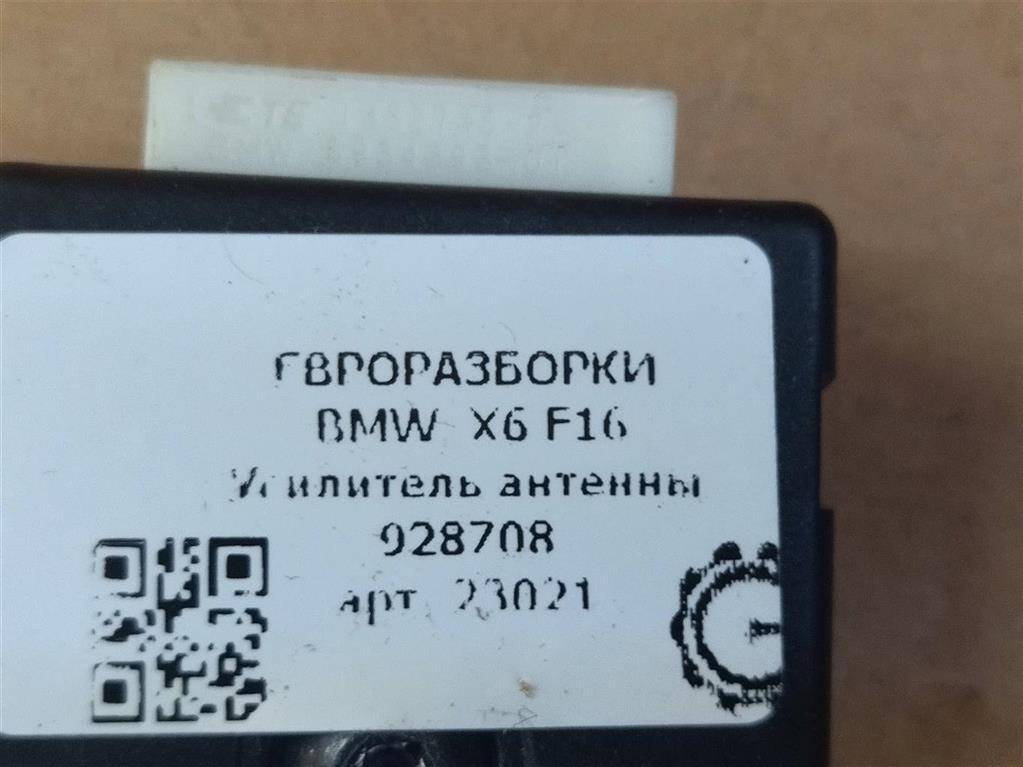 ЕВРОРАЗБОРКИ
BMW X6 F16
Усилитель антенны
928708
арт. 23021